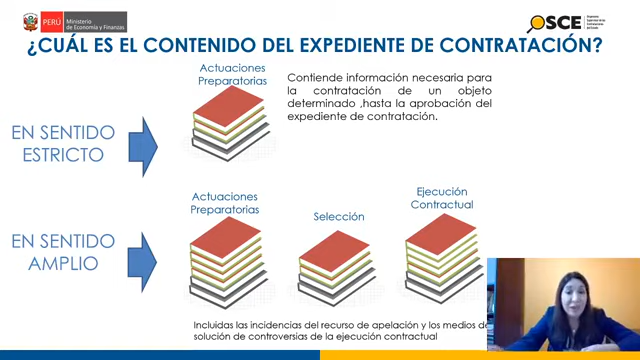 PERÚ
Ministerio
de Economía y Finanzas
OSCE
¿CUÁL ES EL CONTENIDO DEL EXPEDIENTE DE CONTRATACIÓN?
Actuaciones
Preparatorias
Contiende información necesaria para
la contratación de un objeto
determinado ,hasta la aprobación del
expediente de contratación.
EN SENTIDO
ESTRICTO
Actuaciones
Preparatorias
Selección
Ejecución
Contractual
EN SENTIDO
AMPLIO
Incluidas las incidencias del recurso de apelación y los medios de
solución de controversias de la ejecución contractual